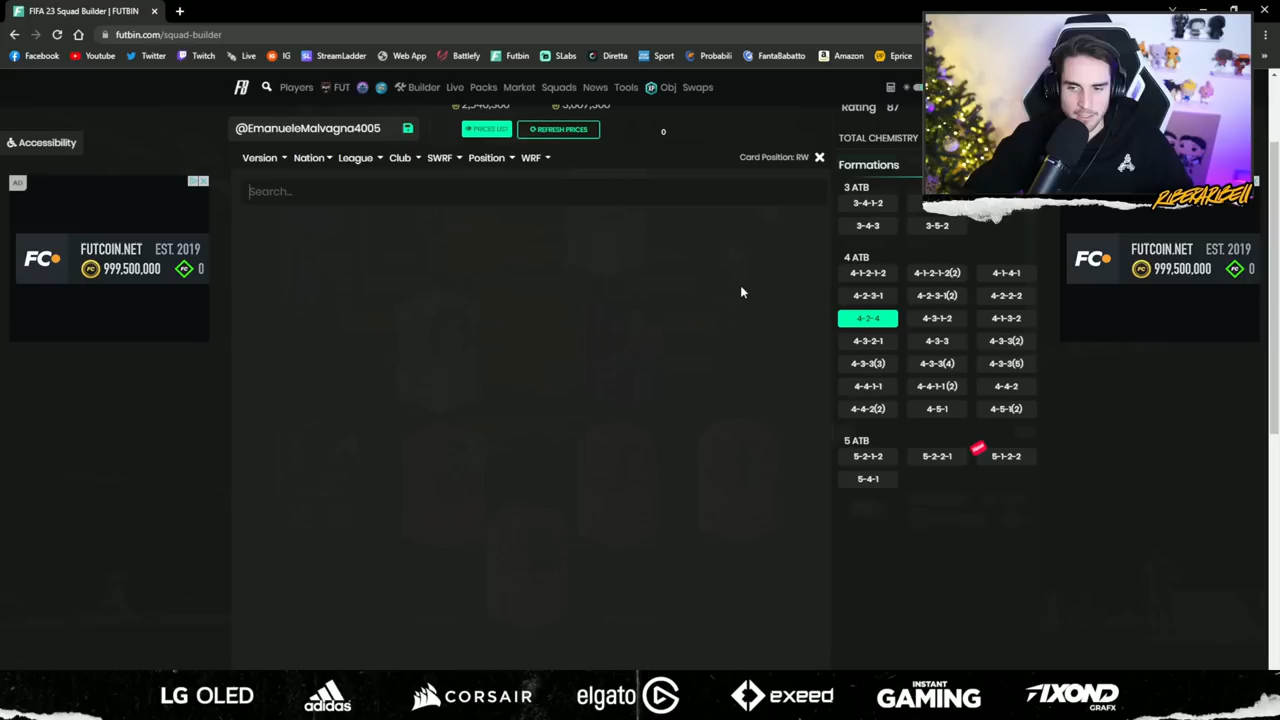 FIFA 23 Squad Builder | FUTBIN
futbin.com/squad-builder
Facebook Youtube Twitter Twitch Live IG StreamLadder Web App Battlefy Futbin SLabs Diretta Sport Probabili FantaBabatto Amazon Eprice
Players FUT Builder Live Packs Market Squads News Tools Obj Swaps
Rating 87
@EmanueleMalvagna4005 PRICES LIST REFRESH PRICES 0
TOTAL CHEMISTRY
Accessibility
Version Nation League Club SWRF Position WRF Card Position: RW
Formations
Search...
3 ATB
3-4-1-2
3-4-3 3-5-2
RIBERARIBELL
AD
FUTCOIN.NET EST. 2019
FC 999,500,000 0
FUTCOIN.NET EST. 2019
FC 999,500,000 0
4 ATB
4-1-2-1-2 4-1-2-1-2(2) 4-1-4-1
4-2-3-1 4-2-3-1(2) 4-2-2-2
4-2-4 4-3-1-2 4-1-3-2
4-3-2-1 4-3-3 4-3-3(2)
4-3-3(3) 4-3-3(4) 4-3-3(5)
4-4-1-1 4-4-1-1 (2) 4-4-2
4-4-2(2) 4-5-1 4-5-1(2)
5 ATB
5-2-1-2 5-2-2-1 5-1-2-2
5-4-1
LG OLED adidas CORSAIR elgato exeed INSTANT GAMING FIXOND GRAFX